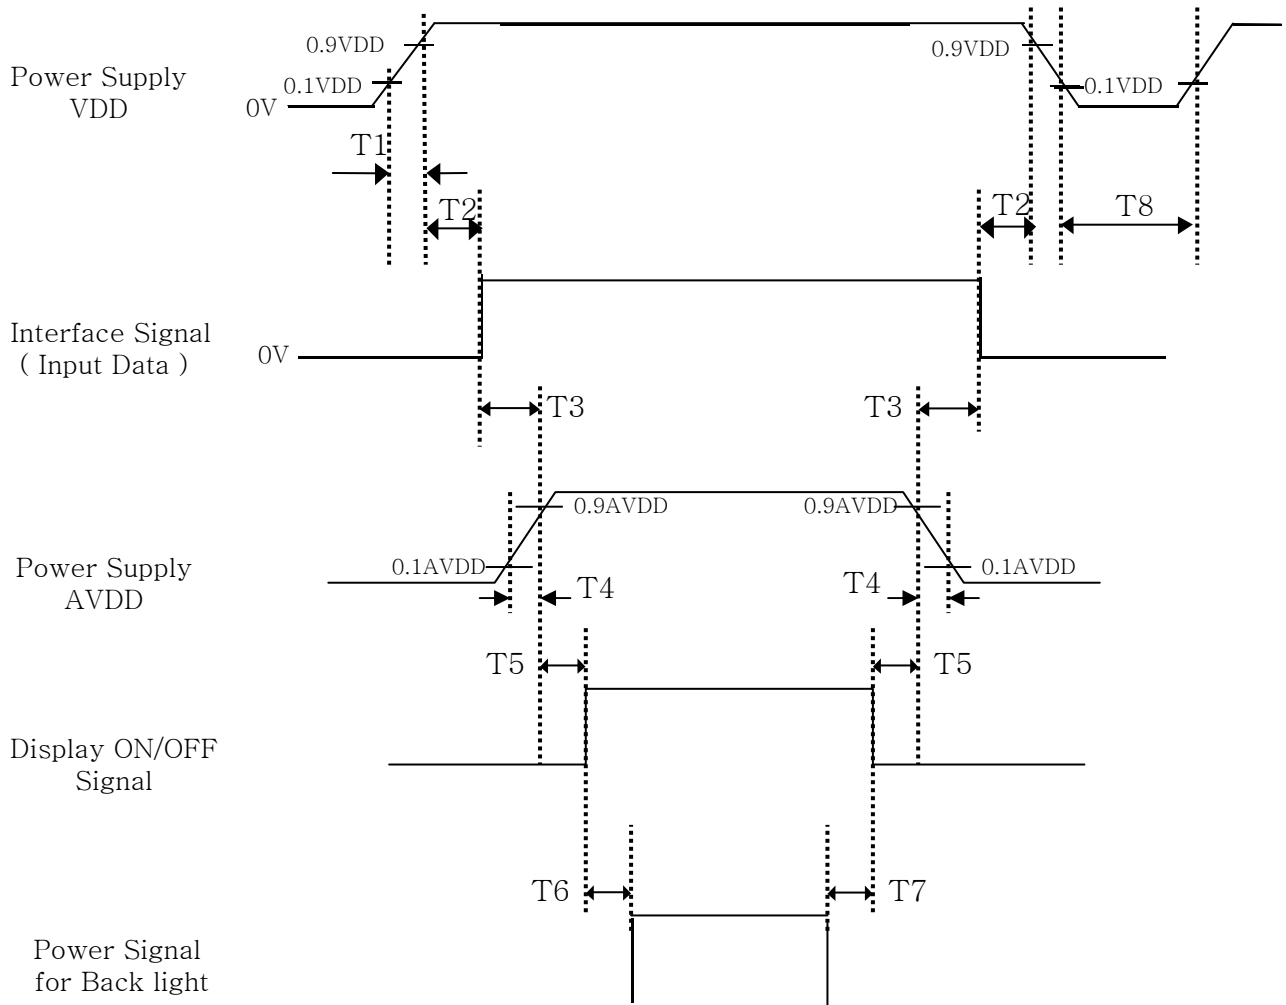 0.9VDD
0.9VDD
Power Supply
VDD
0.1VDD
0.1VDD
0V
T1
T2
T2
T8
Interface Signal
( Input Data )
0V
T3
T3
0.9AVDD
0.9AVDD
Power Supply
AVDD
0.1AVDD
0.1AVDD
T4
T4
T5
T5
Display ON/OFF
Signal
T6
T7
Power Signal
for Back light